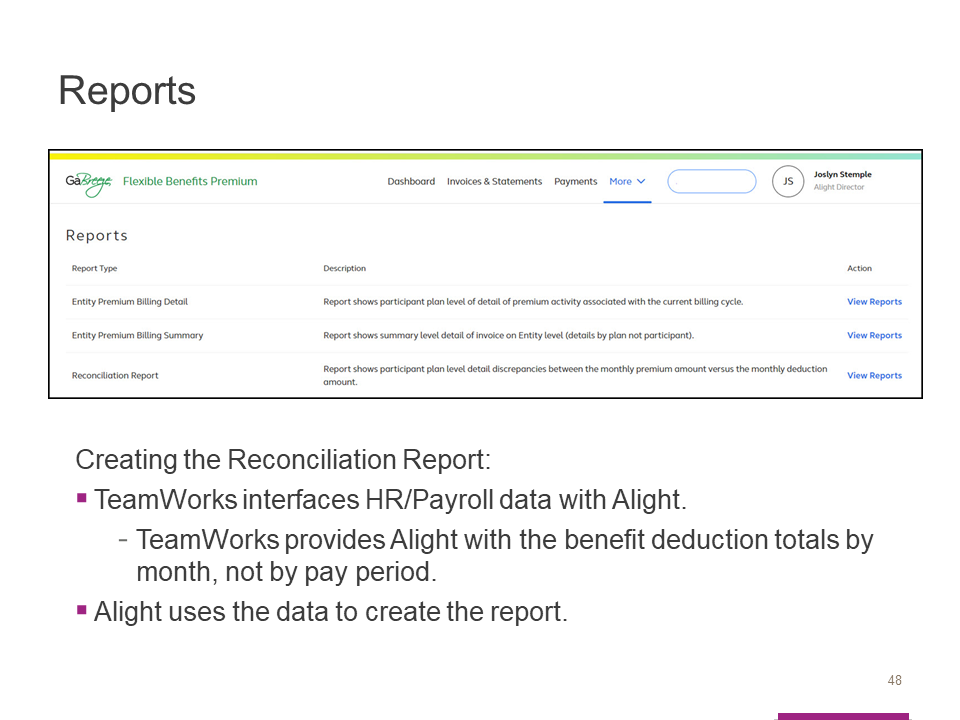 Reports
GaBreeze Flexible Benefits Premium Dashboard Invoices & Statements Payments More JS Joslyn Stemple
Alight Director
Reports
Report Type Description Action
Entity Premium Billing Detail Report shows participant plan level of detail of premium activity associated with the current billing cycle. View Reports
Entity Premium Billing Summary Report shows summary level detail of invoice on Entity level (details by plan not participant). View Reports
Reconciliation Report Report shows participant plan level detail discrepancies between the monthly premium amount versus the monthly deduction View Reports
amount.
Creating the Reconciliation Report:
▪ TeamWorks interfaces HR/Payroll data with Alight.
- TeamWorks provides Alight with the benefit deduction totals by
month, not by pay period.
▪ Alight uses the data to create the report.
48